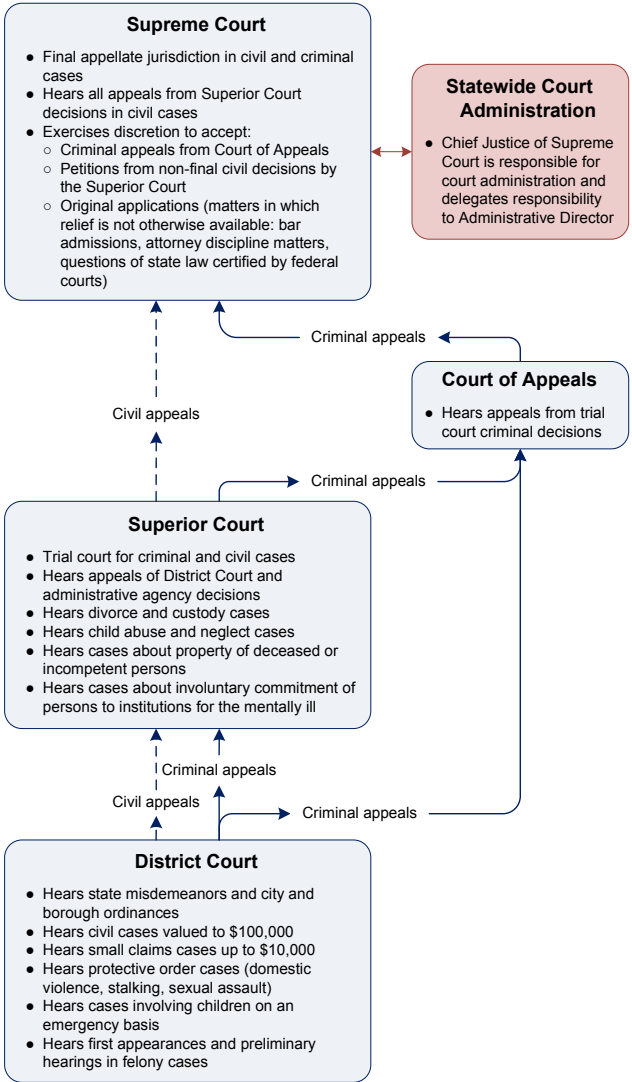 Supreme Court
● Final appellate jurisdiction in civil and criminal
cases
● Hears all appeals from Superior Court
decisions in civil cases
● Exercises discretion to accept:
○ Criminal appeals from Court of Appeals
○ Petitions from non-final civil decisions by
the Superior Court
○ Original applications (matters in which
relief is not otherwise available: bar
admissions, attorney discipline matters,
questions of state law certified by federal
courts)
Statewide Court
Administration
● Chief Justice of Supreme
Court is responsible for
court administration and
delegates responsibility
to Administrative Director
Criminal appeals
Court of Appeals
● Hears appeals from trial
court criminal decisions
Civil appeals
Criminal appeals
Superior Court
● Trial court for criminal and civil cases
● Hears appeals of District Court and
administrative agency decisions
● Hears divorce and custody cases
● Hears child abuse and neglect cases
● Hears cases about property of deceased or
incompetent persons
● Hears cases about involuntary commitment of
persons to institutions for the mentally ill
Criminal appeals
Civil appeals
Criminal appeals
District Court
● Hears state misdemeanors and city and
borough ordinances
● Hears civil cases valued to $100,000
● Hears small claims cases up to $10,000
● Hears protective order cases (domestic
violence, stalking, sexual assault)
● Hears cases involving children on an
emergency basis
● Hears first appearances and preliminary
hearings in felony cases